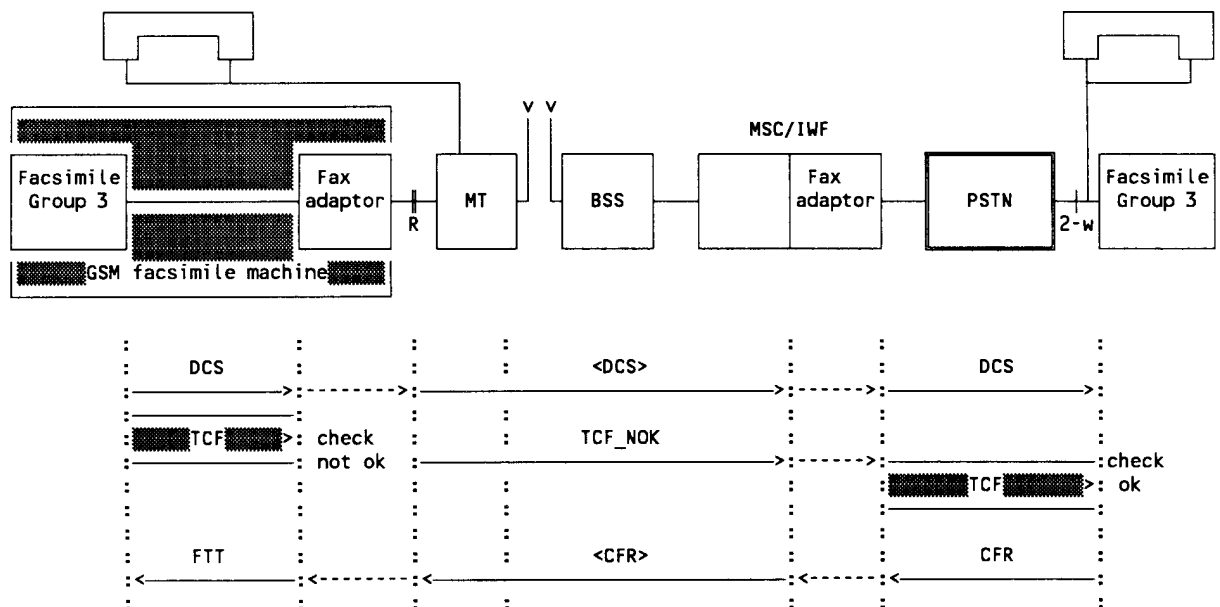 MSC/IWF
Facsimile
Group 3
Fax
adaptor
R
MT
BSS
Fax
adaptor
PSTN
2-w
Facsimile
Group 3
GSM facsimile machine
DCS
<DCS>
DCS
TCF
check
not ok
TCF_NOK
check
ok
TCF
FTT
<CFR>
CFR